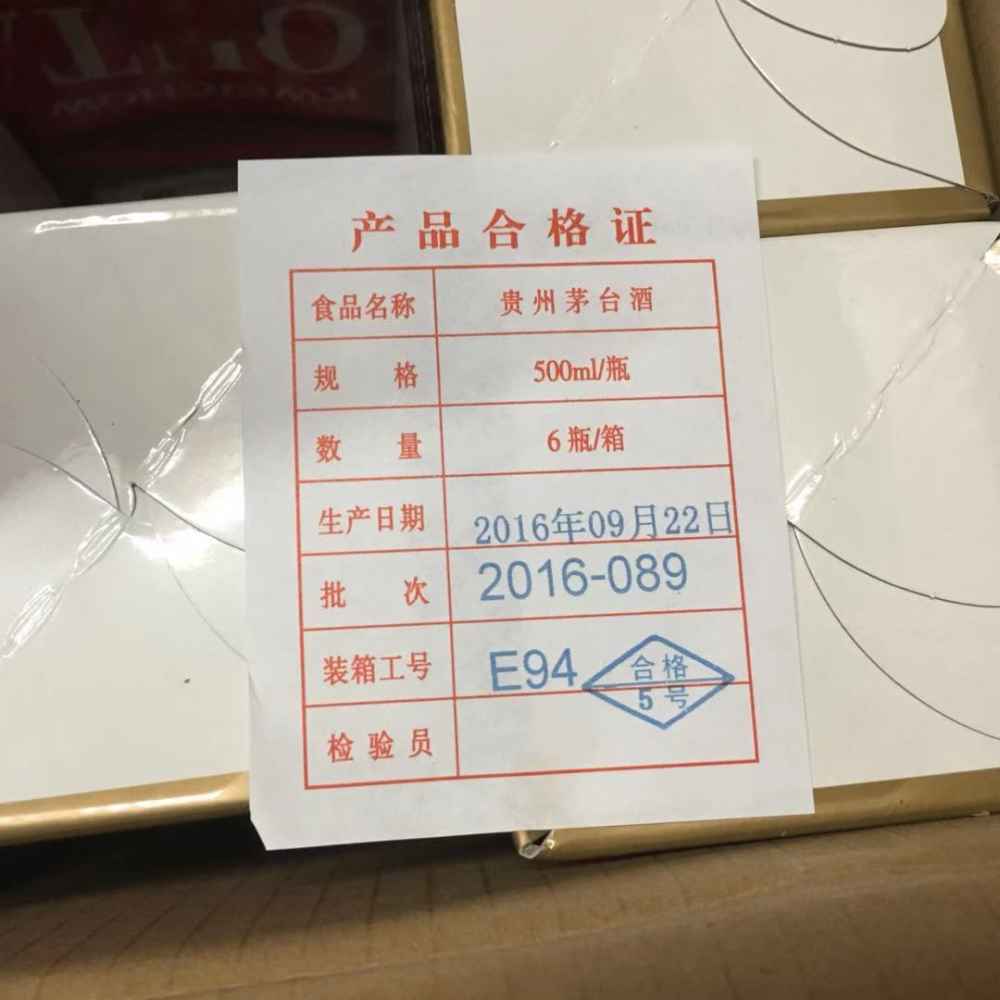 产品合格证
食品名称 贵州茅台酒
规 格 500ml/瓶
数 量 6瓶/箱
生产日期 2016年09月22日
批 次 2016-089
装箱工号 E94
合格
5号
检验员